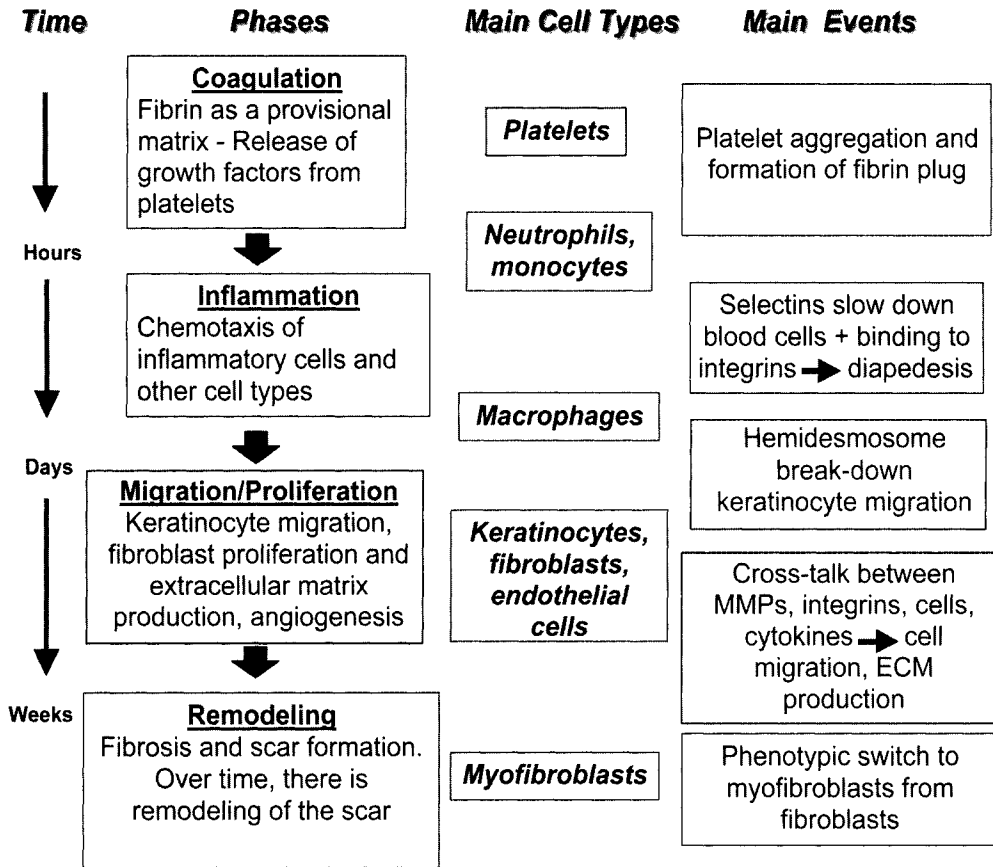 Time
Phases
Main Cell Types
Main Events
Coagulation
Fibrin as a provisional
matrix - Release of
growth factors from
platelets
Platelets
Platelet aggregation and
formation of fibrin plug
Hours
Neutrophils,
monocytes
Inflammation
Chemotaxis of
inflammatory cells and
other cell types
Selectins slow down
blood cells + binding to
integrins → diapedesis
Macrophages
Days
Hemidesmosome
break-down
keratinocyte migration
Migration/Proliferation
Keratinocyte migration,
fibroblast proliferation and
extracellular matrix
production, angiogenesis
Keratinocytes,
fibroblasts,
endothelial
cells
Cross-talk between
MMPs, integrins, cells,
cytokines → cell
migration, ECM
production
Weeks
Remodeling
Fibrosis and scar formation.
Over time, there is
remodeling of the scar
Myofibroblasts
Phenotypic switch to
myofibroblasts from
fibroblasts